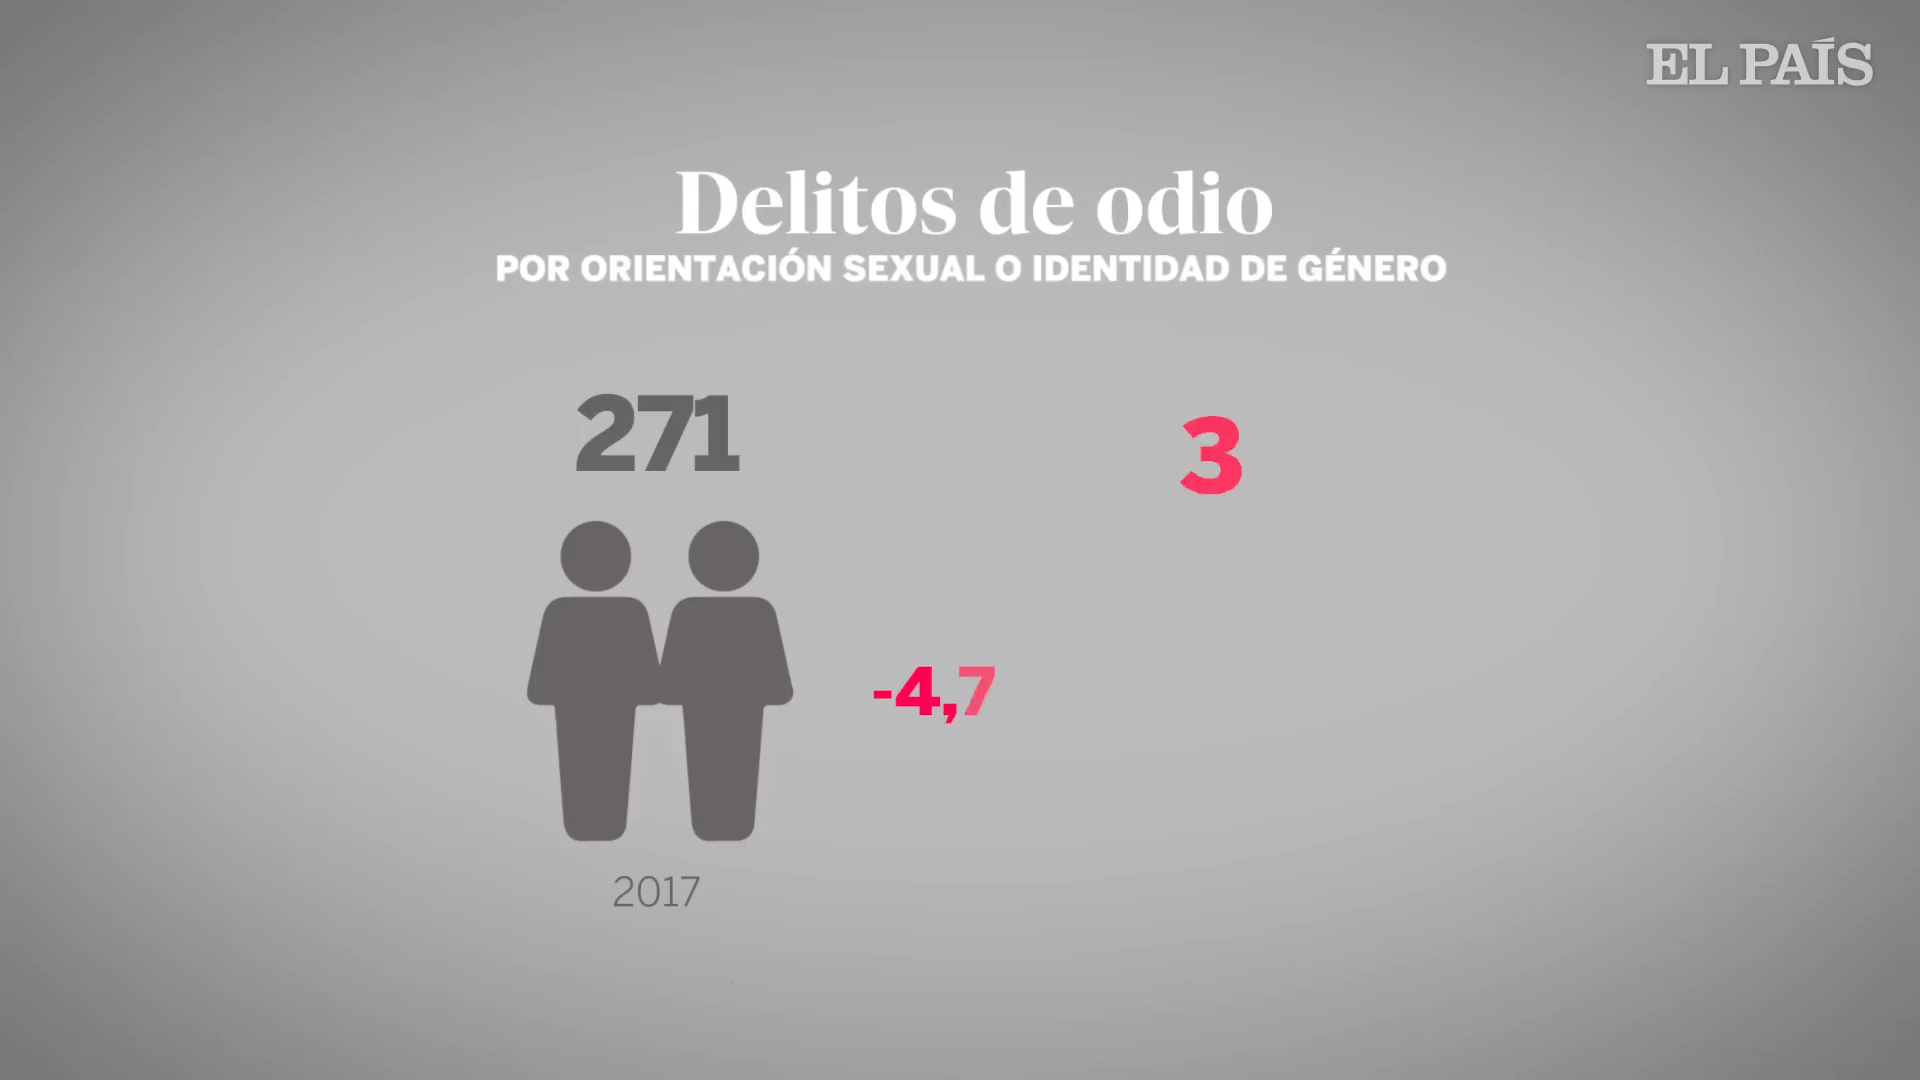 EL PAÍS
Delitos de odio
POR ORIENTACIÓN SEXUAL O IDENTIDAD DE GÉNERO
271
3
-4,7
2017